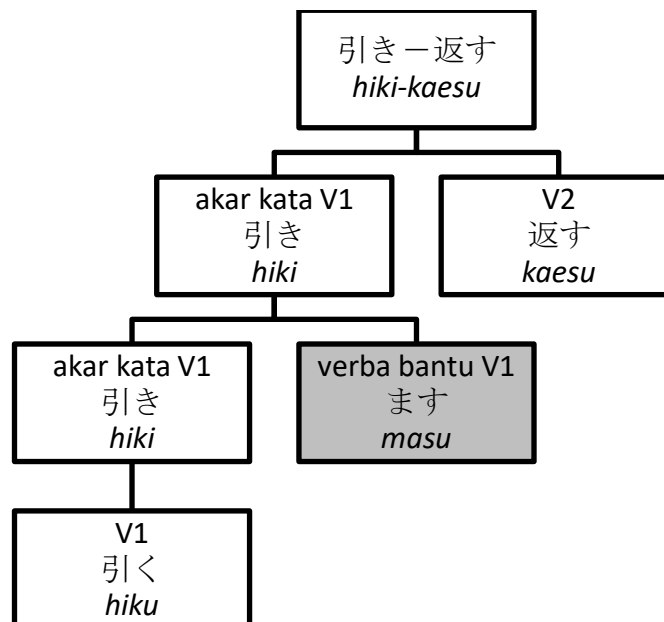 引き－返す
hiki-kaesu
akar kata V1
引き
hiki
V2
返す
kaesu
akar kata V1
引き
hiki
verba bantu V1
ます
masu
V1
引く
hiku